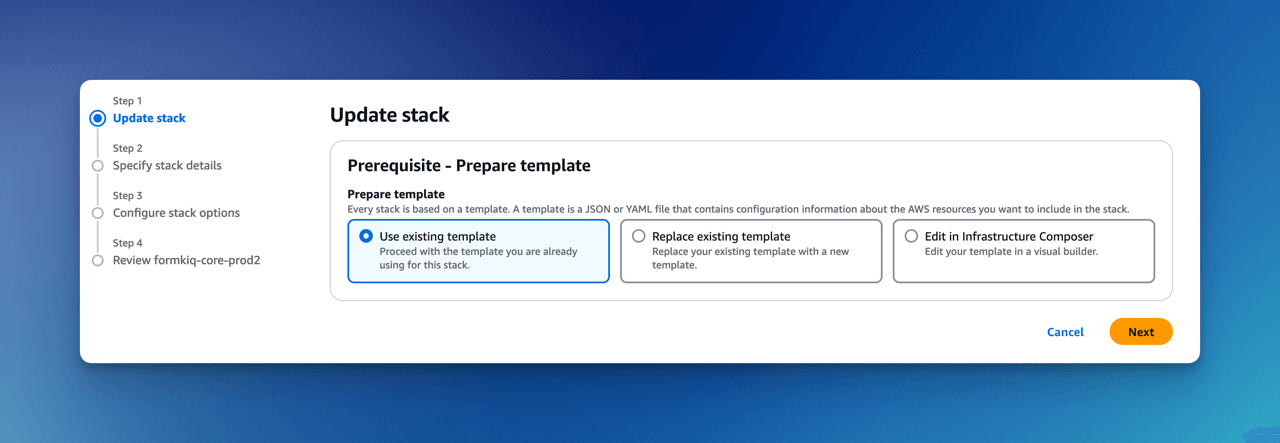 Step 1
Update stack
Step 2
Specify stack details
Step 3
Configure stack options
Step 4
Review formkiq-core-prod2
Update stack
Prerequisite - Prepare template
Prepare template
Every stack is based on a template. A template is a JSON or YAML file that contains configuration information about the AWS resources you want to include in the stack.
Use existing template
Proceed with the template you are already
using for this stack.
Replace existing template
Replace your existing template with a new
template.
Edit in Infrastructure Composer
Edit your template in a visual builder.
Cancel
Next